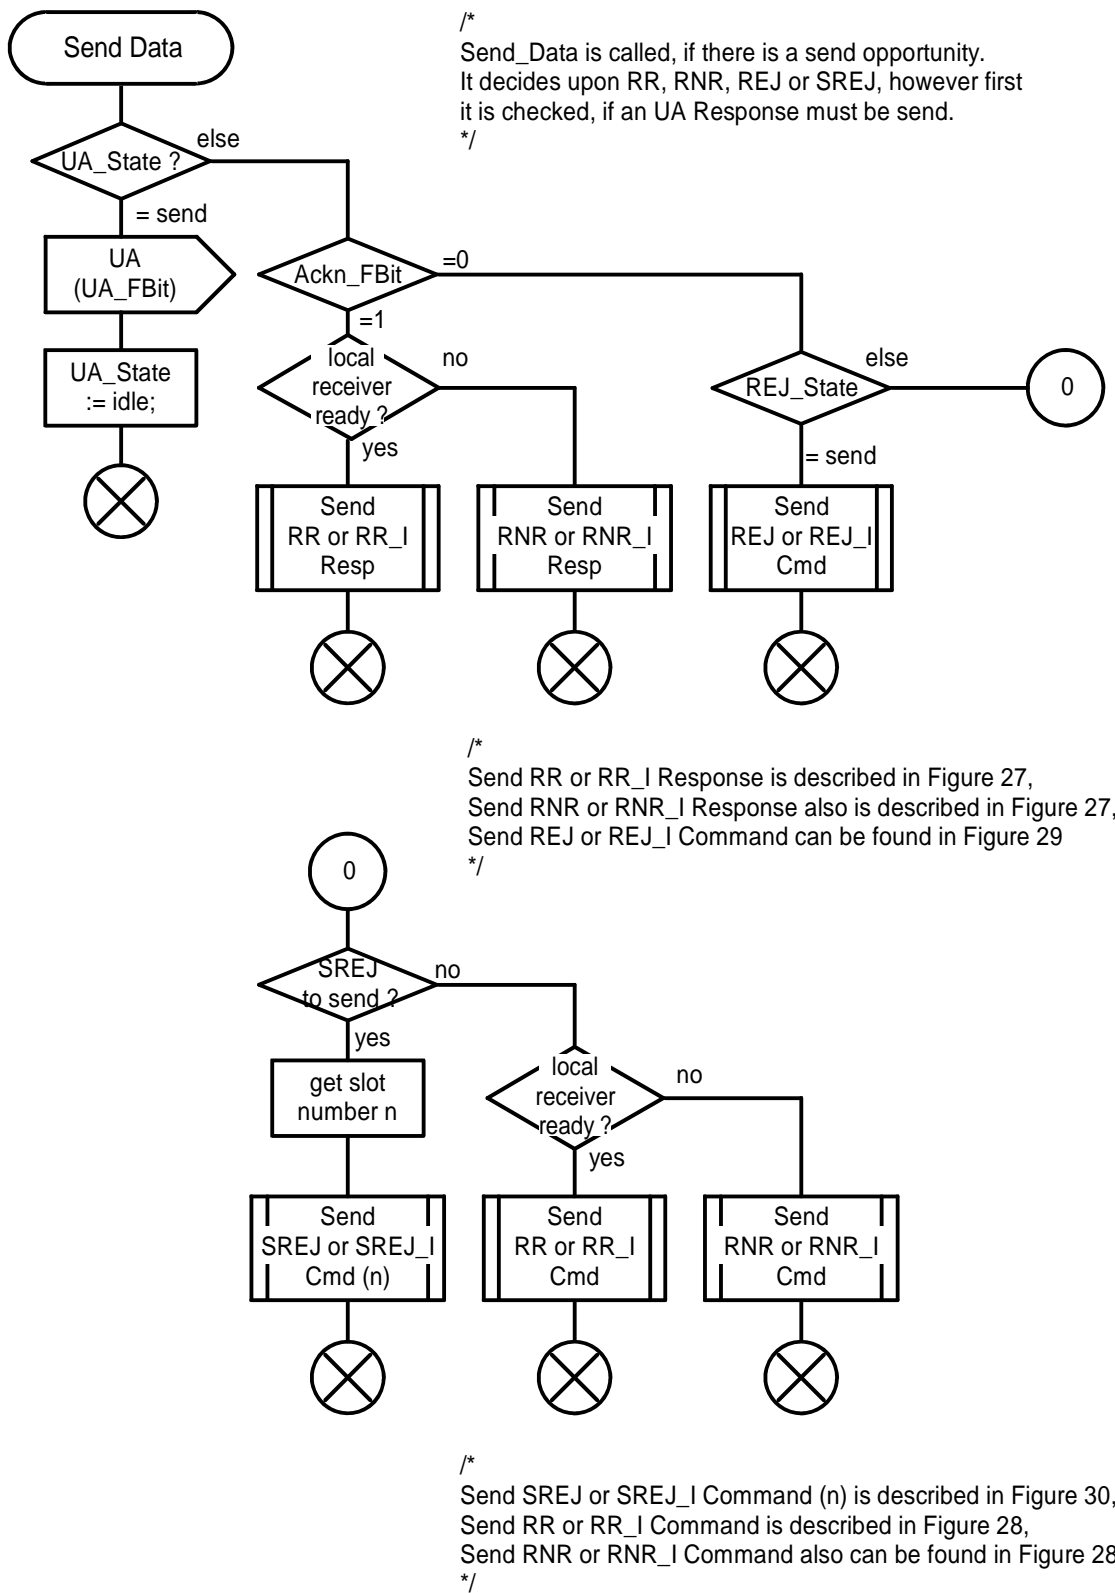 Send Data
/*
Send_Data is called, if there is a send opportunity.
It decides upon RR, RNR, REJ or SREJ, however first
it is checked, if an UA Response must be send.
*/
UA_State ?
else
= send
UA
(UA_FBit)
UA_State
:= idle;
Ackn_FBit
=0
=1
local
receiver
ready ?
no
yes
REJ_State
else
0
= send
Send
RR or RR_I
Resp
Send
RNR or RNR_I
Resp
Send
REJ or REJ_I
Cmd
/*
Send RR or RR_I Response is described in Figure 27,
Send RNR or RNR_I Response also is described in Figure 27,
Send REJ or REJ_I Command can be found in Figure 29
*/
0
SREJ
to send ?
no
yes
get slot
number n
local
receiver
ready ?
no
yes
Send
SREJ or SREJ_I
Cmd (n)
Send
RR or RR_I
Cmd
Send
RNR or RNR_I
Cmd
/*
Send SREJ or SREJ_I Command (n) is described in Figure 30,
Send RR or RR_I Command is described in Figure 28,
Send RNR or RNR_I Command also can be found in Figure 28
*/